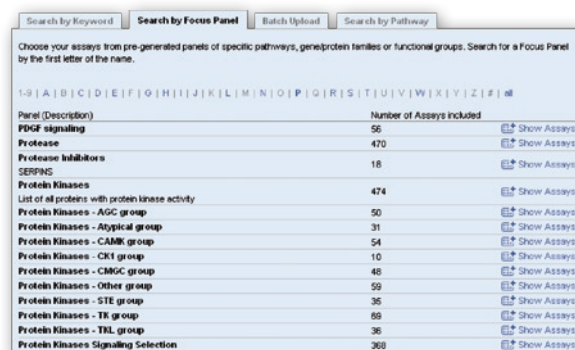 Search by Keyword Search by Focus Panel Batch Upload Search by Pathway
Choose your assays from pre-generated panels of specific pathways, gene/protein families or functional groups. Search for a Focus Panel
by the first letter of the name.
1-9 | A | B | C | D | E | F | G | H | I | J | K | L | M | N | O | P | Q | R | S | T | U | V | W | X | Y | Z | # | all
Panel (Description) Number of Assays included
PDGF signaling 56 Show Assays
Protease 470 Show Assays
Protease Inhibitors
SERPINS 18 Show Assays
Protein Kinases
List of all proteins with protein kinase activity 474 Show Assays
Protein Kinases - AGC group 50 Show Assays
Protein Kinases - Atypical group 31 Show Assays
Protein Kinases - CAMK group 54 Show Assays
Protein Kinases - CK1 group 10 Show Assays
Protein Kinases - CMGC group 48 Show Assays
Protein Kinases - Other group 59 Show Assays
Protein Kinases - STE group 35 Show Assays
Protein Kinases - TK group 69 Show Assays
Protein Kinases - TKL group 36 Show Assays
Protein Kinases Signaling Selection 368 Show Assays